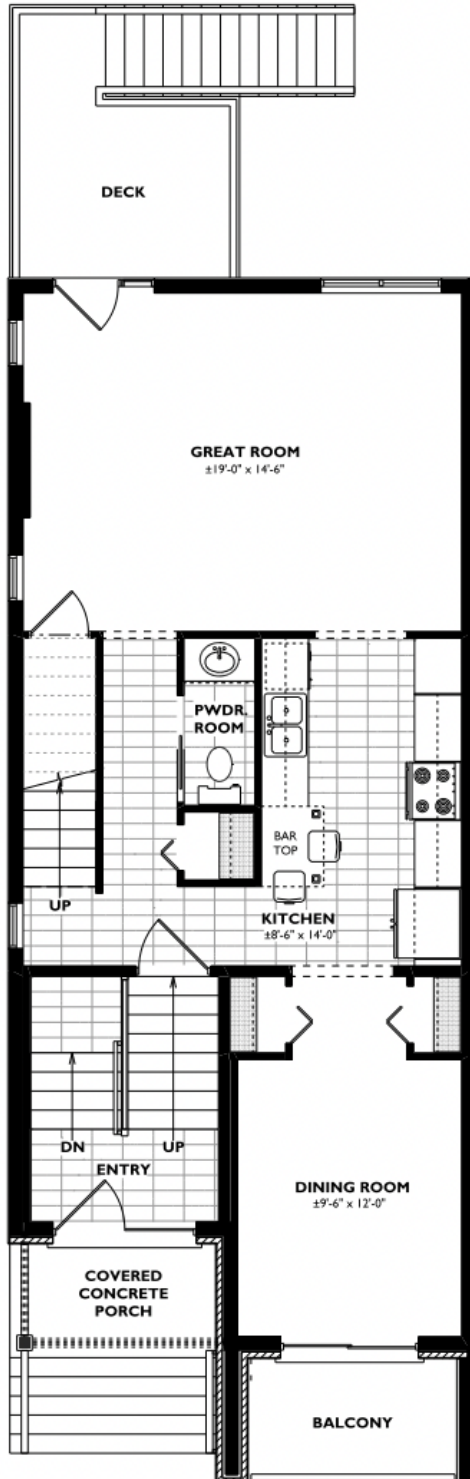 DECK
GREAT ROOM
±19'-0" x 14'-6"
PWDR.
ROOM
BAR
TOP
UP
KITCHEN
±8'-6" x 14'-0"
DN
UP
ENTRY
DINING ROOM
±9'-6" x 12'-0"
COVERED
CONCRETE
PORCH
BALCONY